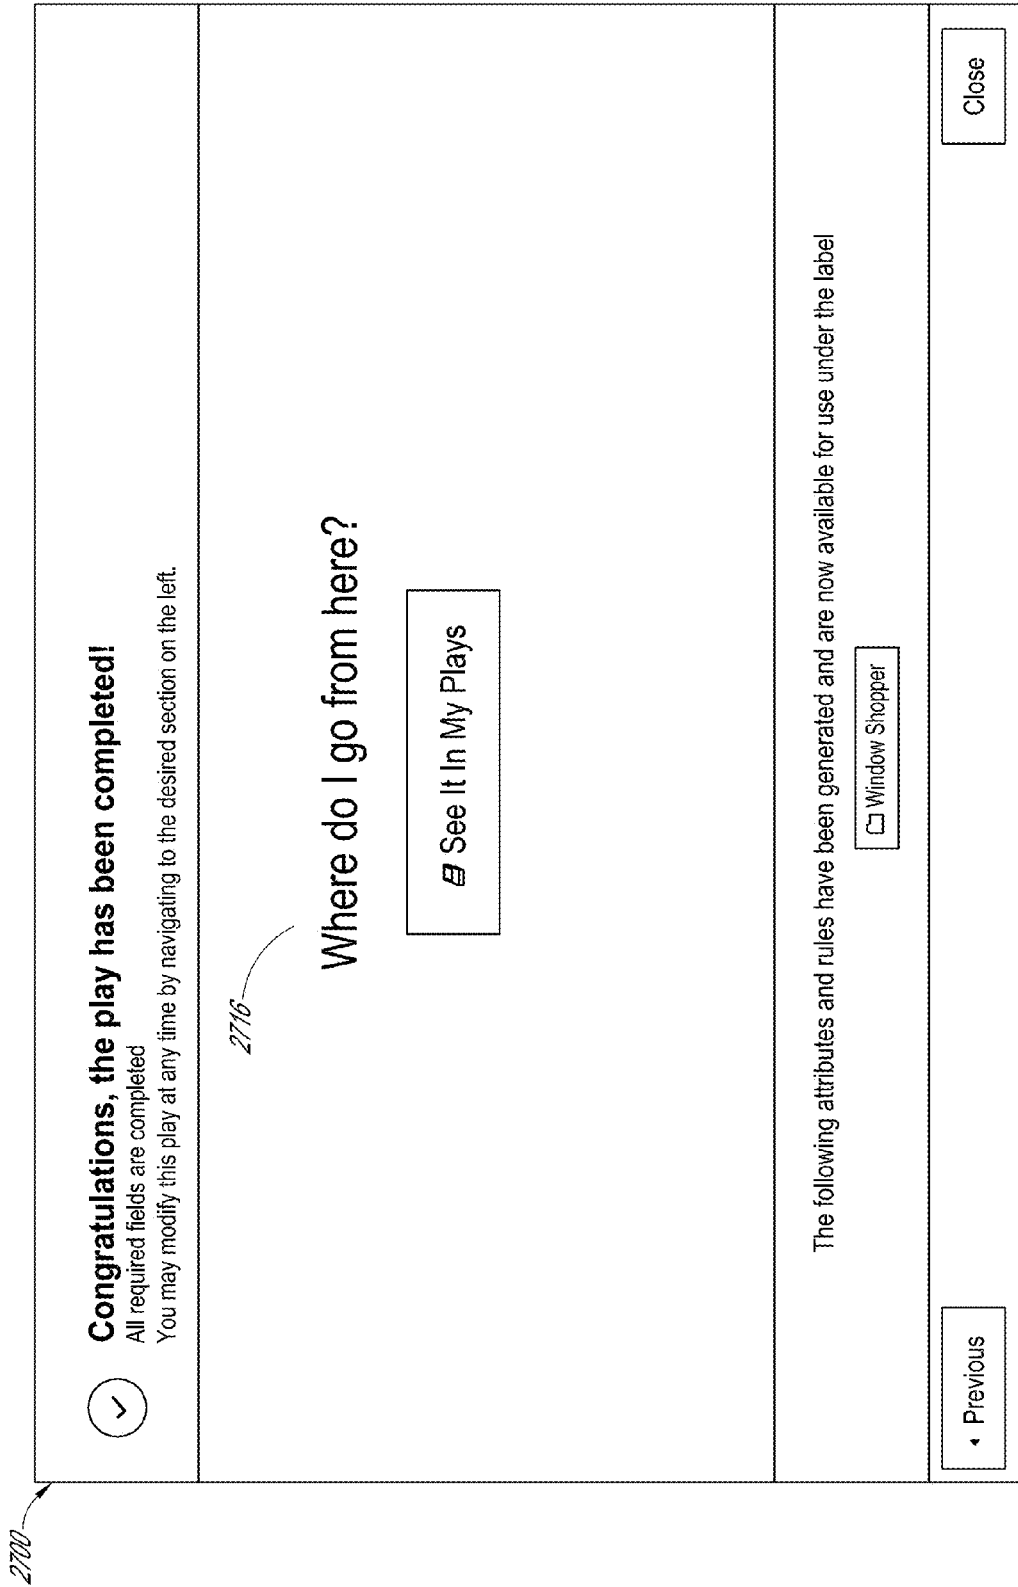 2700
Congratulations, the play has been completed!
All required fields are completed
You may modify this play at any time by navigating to the desired section on the left.
2716
Where do I go from here?
See It In My Plays
The following attributes and rules have been generated and are now available for use under the label
Window Shopper
Previous
Close